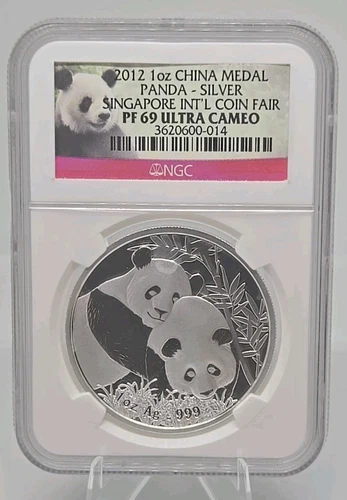 2012 1oz CHINA MEDAL
PANDA - SILVER
SINGAPORE INT'L COIN FAIR
PF 69 ULTRA CAMEO
3620600-014
NGC
1oz Ag .999